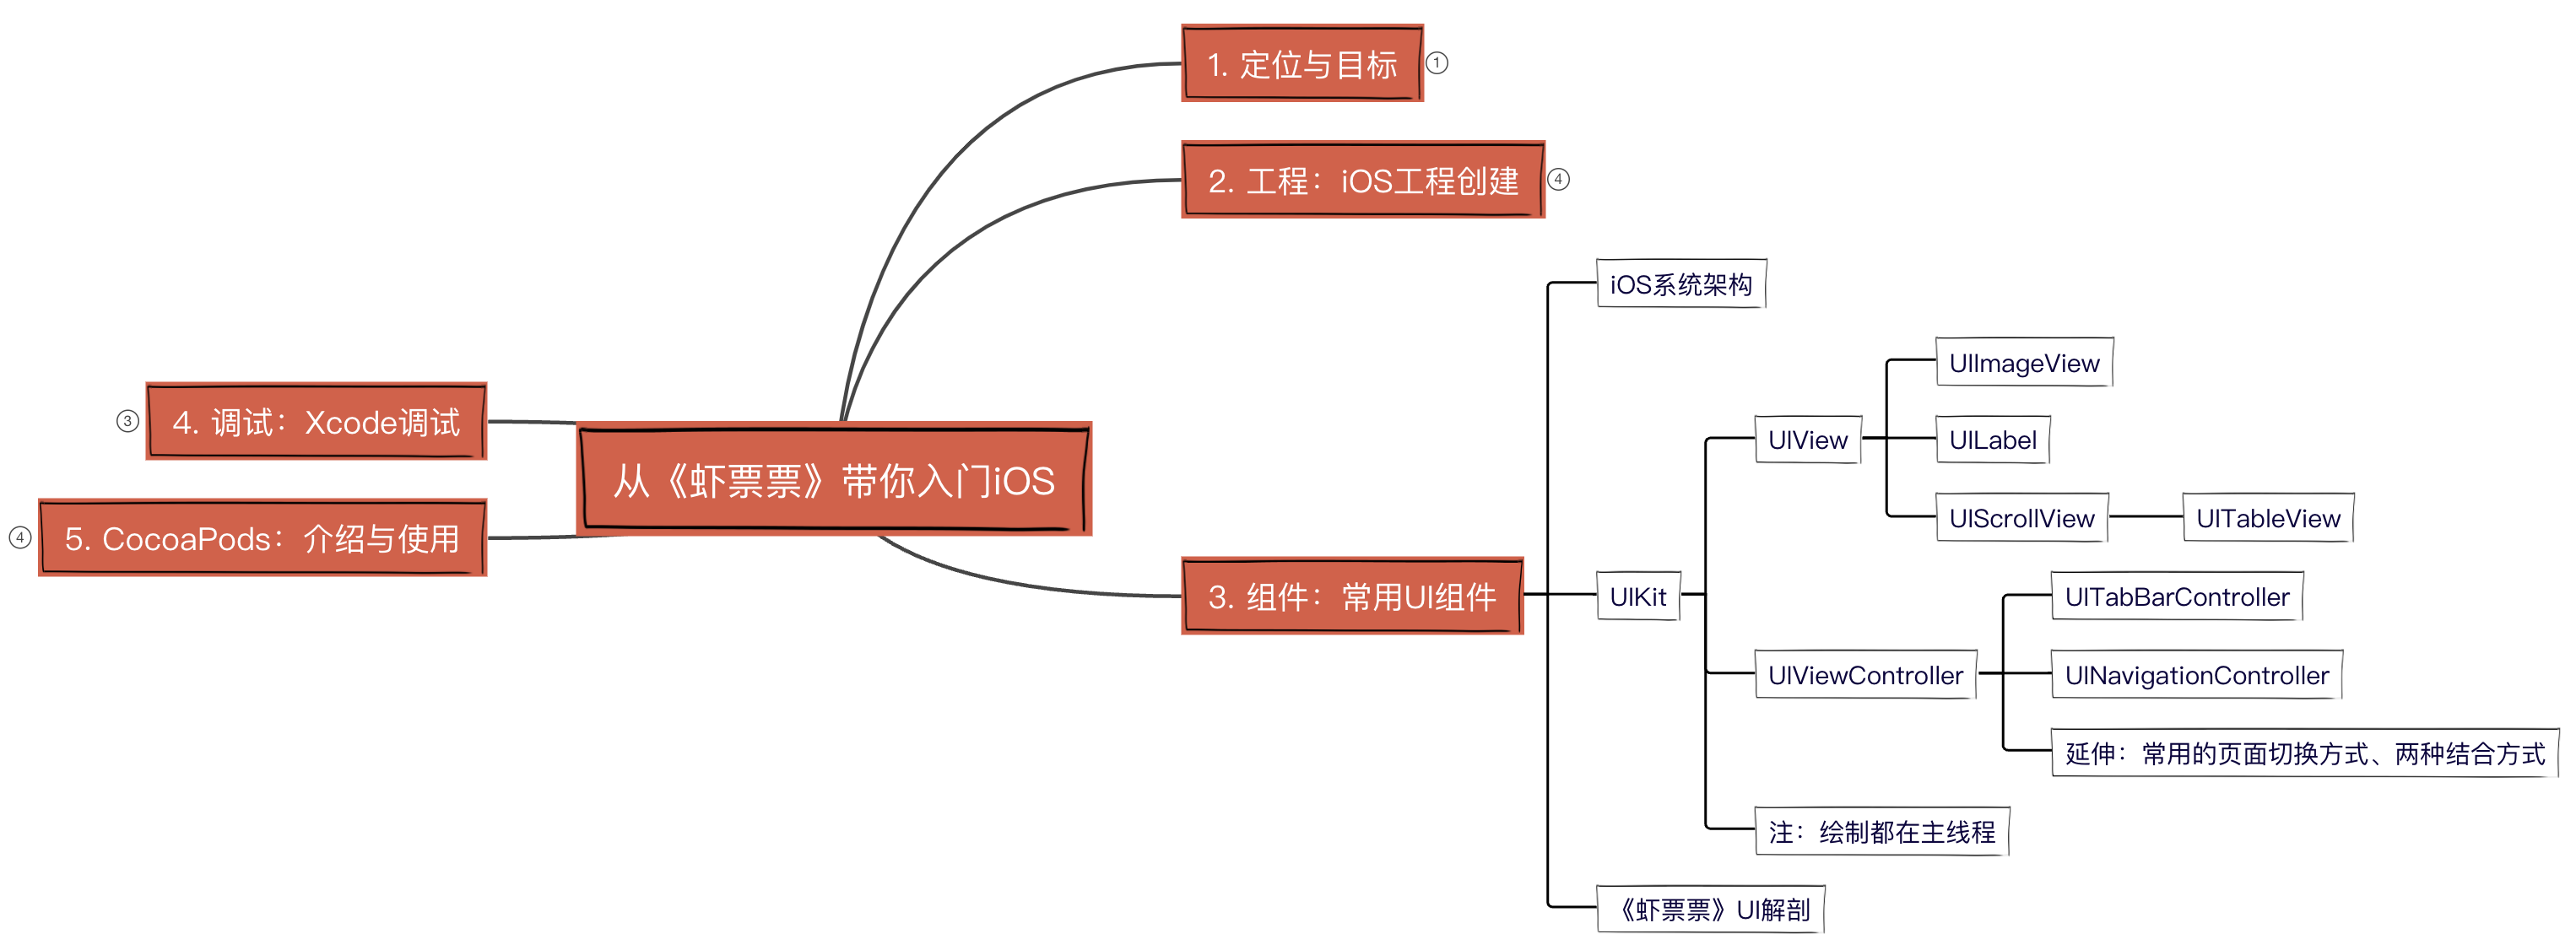 1. 定位与目标
①
2. 工程：iOS工程创建
④
iOS系统架构
UIImageView
UIView
UILabel
UIScrollView
UITableView
③
4. 调试：Xcode调试
从《虾票票》带你入门iOS
④
5. CocoaPods：介绍与使用
3. 组件：常用UI组件
UIKit
UITabBarController
UIViewController
UINavigationController
延伸：常用的页面切换方式、两种结合方式
注：绘制都在主线程
《虾票票》UI解剖